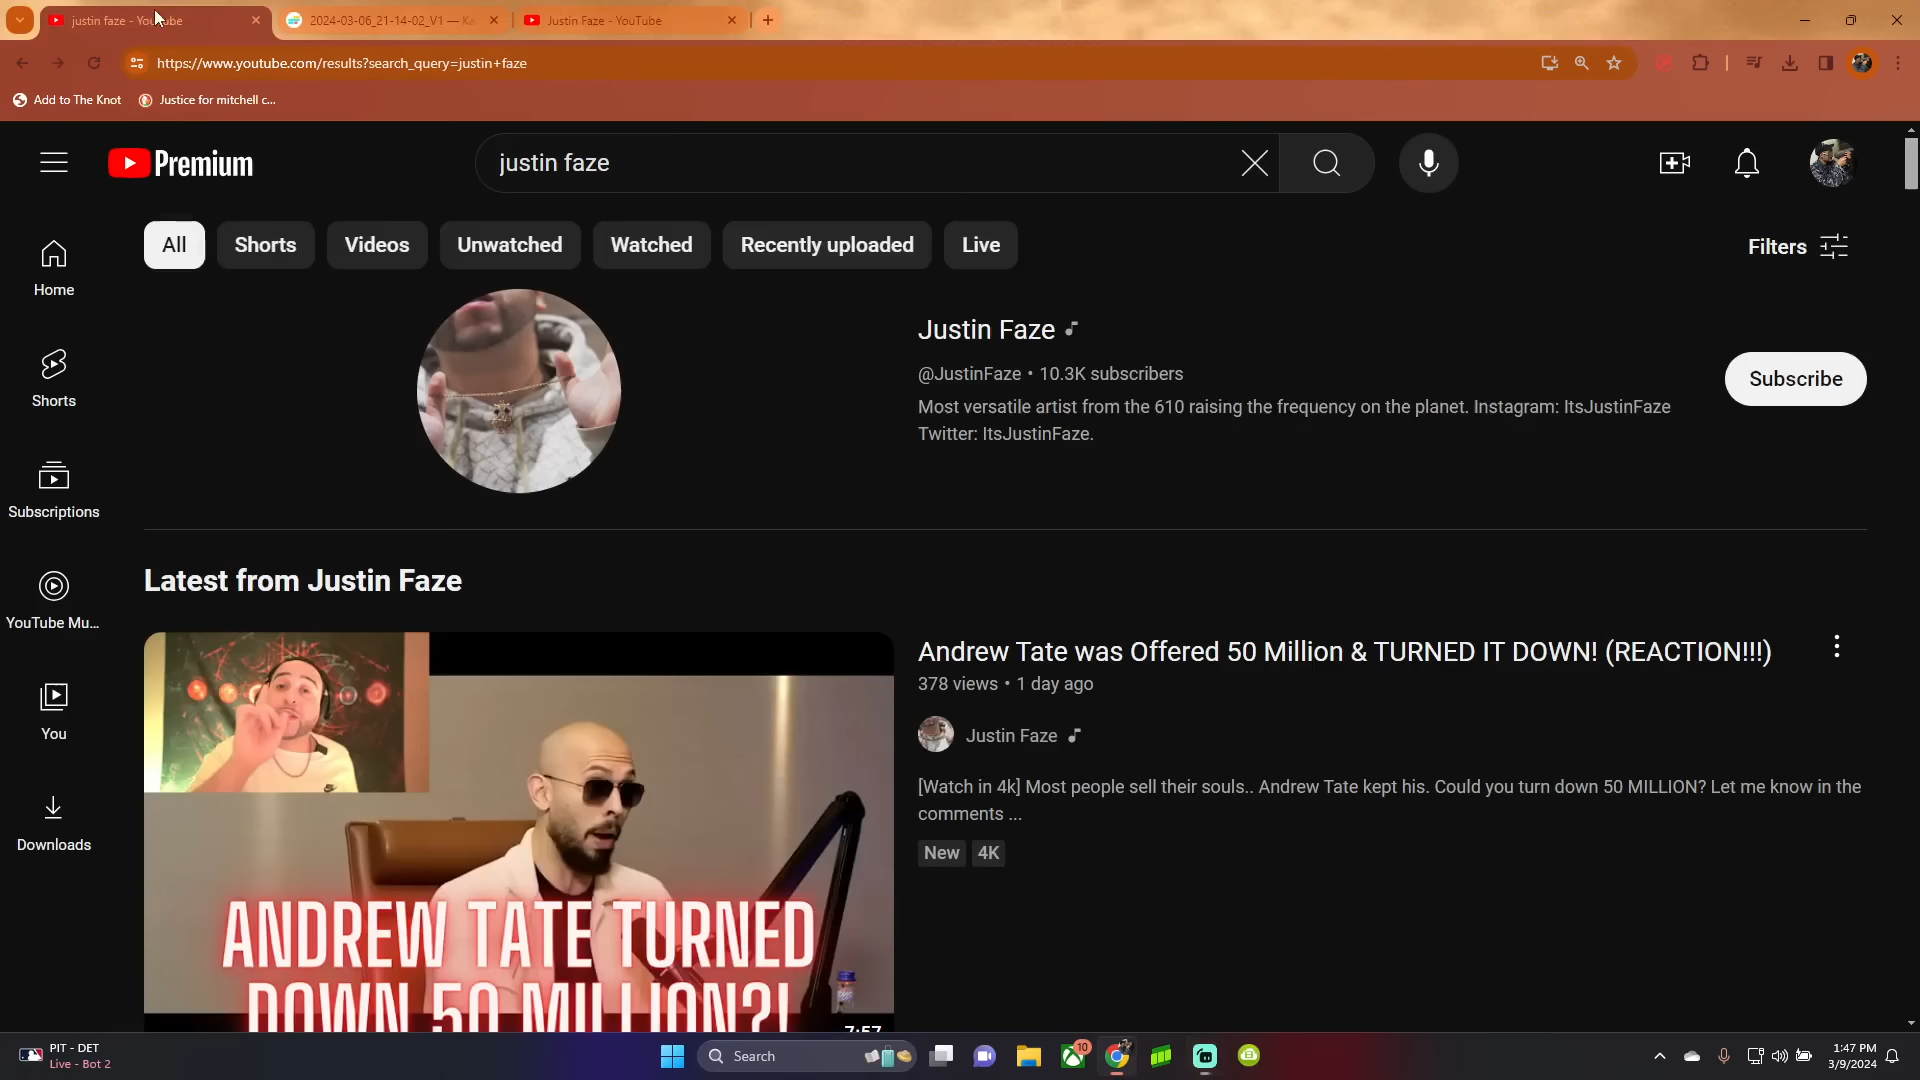 justin faze - YouTube
2024-03-06_21-14-02_V1 — K
Justin Faze - YouTube
https://www.youtube.com/results?search_query=justin+faze
Add to The Knot
Justice for mitchell c...
Premium
justin faze
All
Shorts
Videos
Unwatched
Watched
Recently uploaded
Live
Filters
Home
Shorts
Subscriptions
YouTube Mu...
You
Downloads
Justin Faze
@JustinFaze • 10.3K subscribers
Most versatile artist from the 610 raising the frequency on the planet. Instagram: ItsJustinFaze
Twitter: ItsJustinFaze.
Subscribe
Latest from Justin Faze
ANDREW TATE TURNED
DOWN 50 MILLION?!
7:57
Andrew Tate was Offered 50 Million & TURNED IT DOWN! (REACTION!!!)
378 views • 1 day ago
Justin Faze
[Watch in 4k] Most people sell their souls.. Andrew Tate kept his. Could you turn down 50 MILLION? Let me know in the
comments ...
New
4K
PIT - DET
Live - Bot 2
Search
10
1:47 PM
3/9/2024